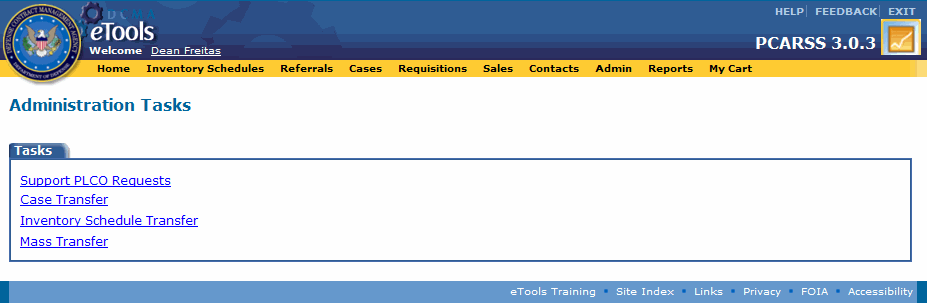 HELP FEEDBACK EXIT
DCMA
eTools
Welcome Dean Freitas
PCARSS 3.0.3
DEFENSE CONTRACT MANAGEMENT AGENCY
DEPARTMENT OF DEFENSE
Home Inventory Schedules Referrals Cases Requisitions Sales Contacts Admin Reports My Cart
Administration Tasks
Tasks
Support PLCO Requests
Case Transfer
Inventory Schedule Transfer
Mass Transfer
eTools Training • Site Index • Links • Privacy • FOIA • Accessibility